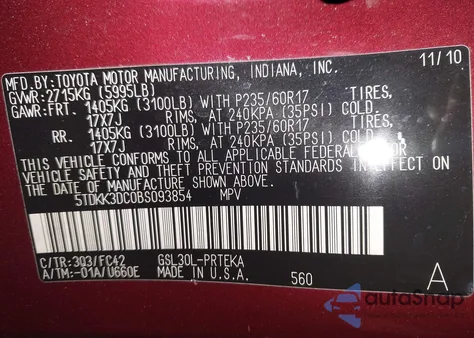 MFD.BY:TOYOTA MOTOR MANUFACTURING, INDIANA, INC. 11/10
GVWR:2715KG (5995LB)
GAWR:FRT. 1405KG (3100LB) WITH P235/60R17 TIRES,
17X7J RIMS, AT 240KPA (35PSI) COLD
RR. 1405KG (3100LB) WITH P235/60R17 TIRES,
17X7J RIMS, AT 240KPA (35PSI) COLD
THIS VEHICLE CONFORMS TO ALL APPLICABLE FEDERAL MOTOR
VEHICLE SAFETY AND THEFT PREVENTION STANDARDS IN EFFECT ON
THE DATE OF MANUFACTURE SHOWN ABOVE.
5TDKK3DC0BS093854 MPV
C/TR:3Q3/FC42 GSL30L-PRTEKA
A/TM:-01A/U660E MADE IN U.S.A. 560 A
autoSnap